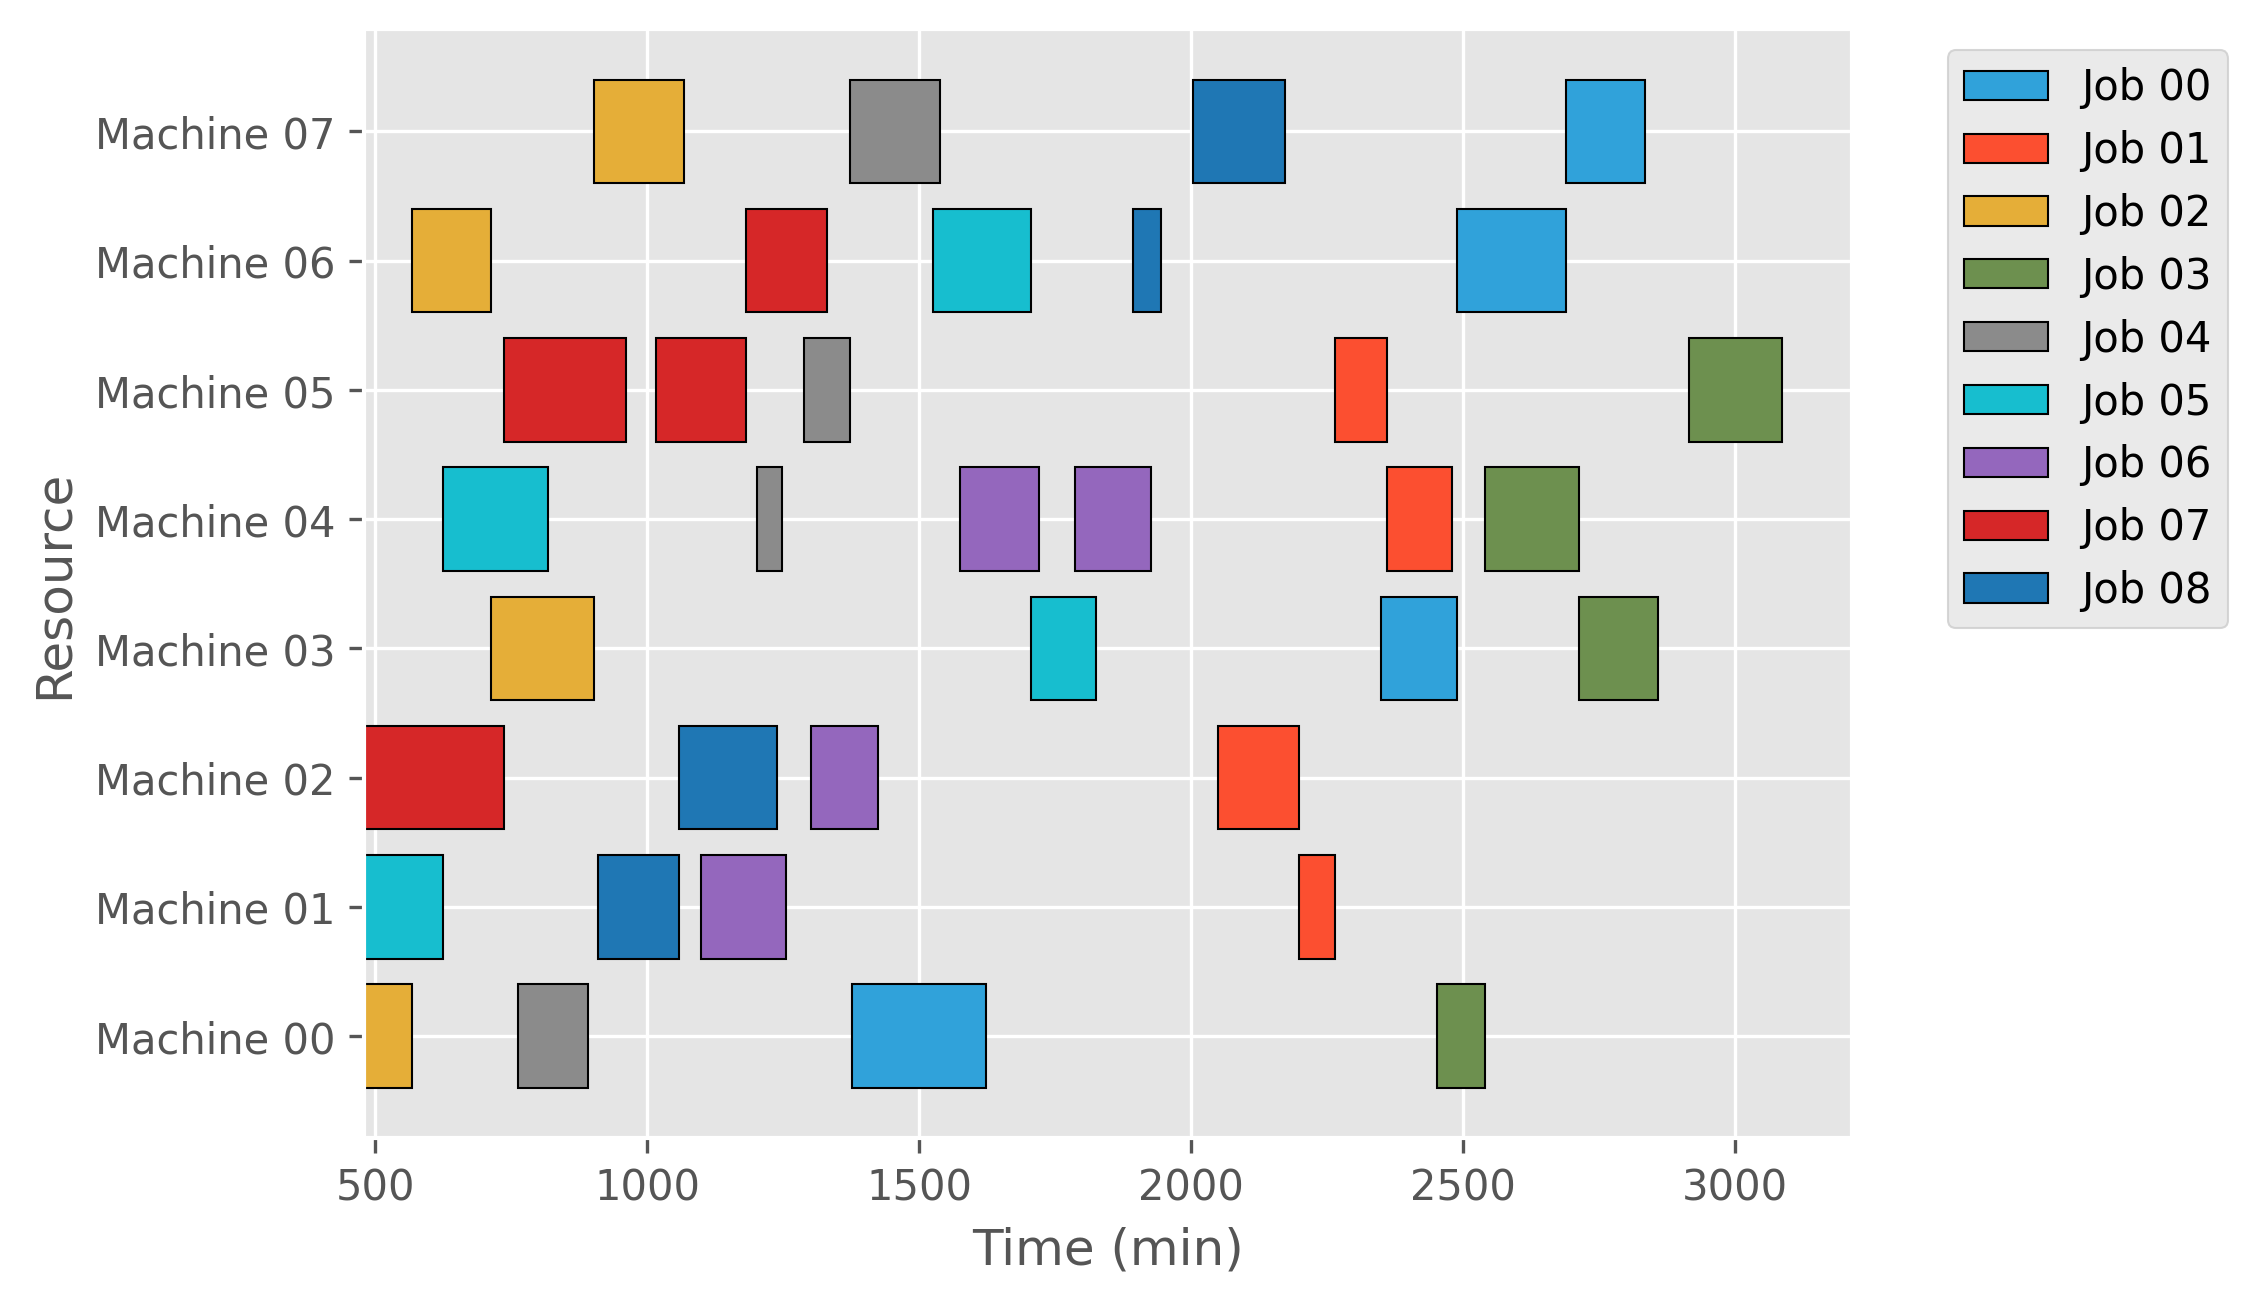 Machine 07
Machine 06
Machine 05
Machine 04
Machine 03
Machine 02
Machine 01
Machine 00
Resource
500 1000 1500 2000 2500 3000
Time (min)
Job 00
Job 01
Job 02
Job 03
Job 04
Job 05
Job 06
Job 07
Job 08